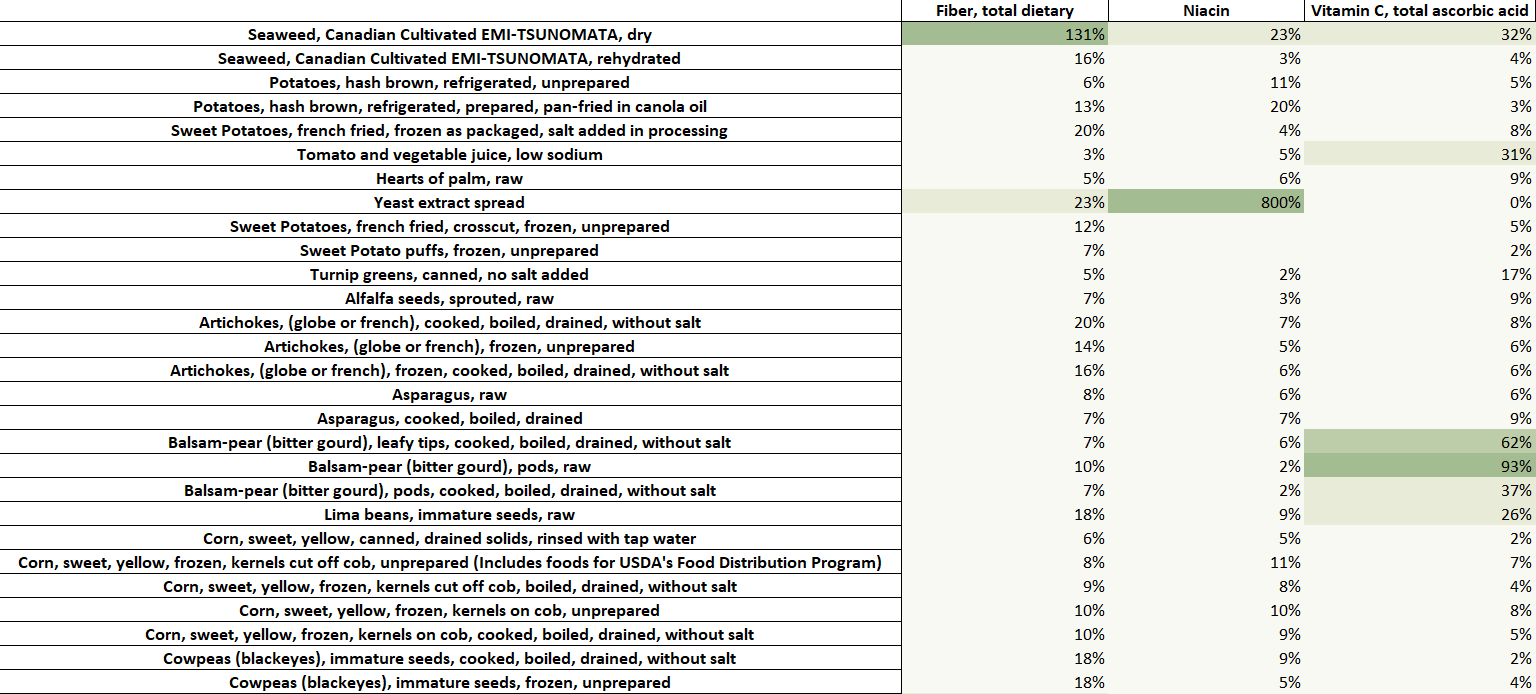 Fiber, total dietary Niacin Vitamin C, total ascorbic acid
Seaweed, Canadian Cultivated EMI-TSUNOMATA, dry 131% 23% 32%
Seaweed, Canadian Cultivated EMI-TSUNOMATA, rehydrated 16% 3% 4%
Potatoes, hash brown, refrigerated, unprepared 6% 11% 5%
Potatoes, hash brown, refrigerated, prepared, pan-fried in canola oil 13% 20% 3%
Sweet Potatoes, french fried, frozen as packaged, salt added in processing 20% 4% 8%
Tomato and vegetable juice, low sodium 3% 5% 31%
Hearts of palm, raw 5% 6% 9%
Yeast extract spread 23% 800% 0%
Sweet Potatoes, french fried, crosscut, frozen, unprepared 12% 5%
Sweet Potato puffs, frozen, unprepared 7% 2%
Turnip greens, canned, no salt added 5% 2% 17%
Alfalfa seeds, sprouted, raw 7% 3% 9%
Artichokes, (globe or french), cooked, boiled, drained, without salt 20% 7% 8%
Artichokes, (globe or french), frozen, unprepared 14% 5% 6%
Artichokes, (globe or french), frozen, cooked, boiled, drained, without salt 16% 6% 6%
Asparagus, raw 8% 6% 6%
Asparagus, cooked, boiled, drained 7% 7% 9%
Balsam-pear (bitter gourd), leafy tips, cooked, boiled, drained, without salt 7% 6% 62%
Balsam-pear (bitter gourd), pods, raw 10% 2% 93%
Balsam-pear (bitter gourd), pods, cooked, boiled, drained, without salt 7% 2% 37%
Lima beans, immature seeds, raw 18% 9% 26%
Corn, sweet, yellow, canned, drained solids, rinsed with tap water 6% 5% 2%
Corn, sweet, yellow, frozen, kernels cut off cob, unprepared (Includes foods for USDA's Food Distribution Program) 8% 11% 7%
Corn, sweet, yellow, frozen, kernels cut off cob, boiled, drained, without salt 9% 8% 4%
Corn, sweet, yellow, frozen, kernels on cob, unprepared 10% 10% 8%
Corn, sweet, yellow, frozen, kernels on cob, cooked, boiled, drained, without salt 10% 9% 5%
Cowpeas (blackeyes), immature seeds, cooked, boiled, drained, without salt 18% 9% 2%
Cowpeas (blackeyes), immature seeds, frozen, unprepared 18% 5% 4%